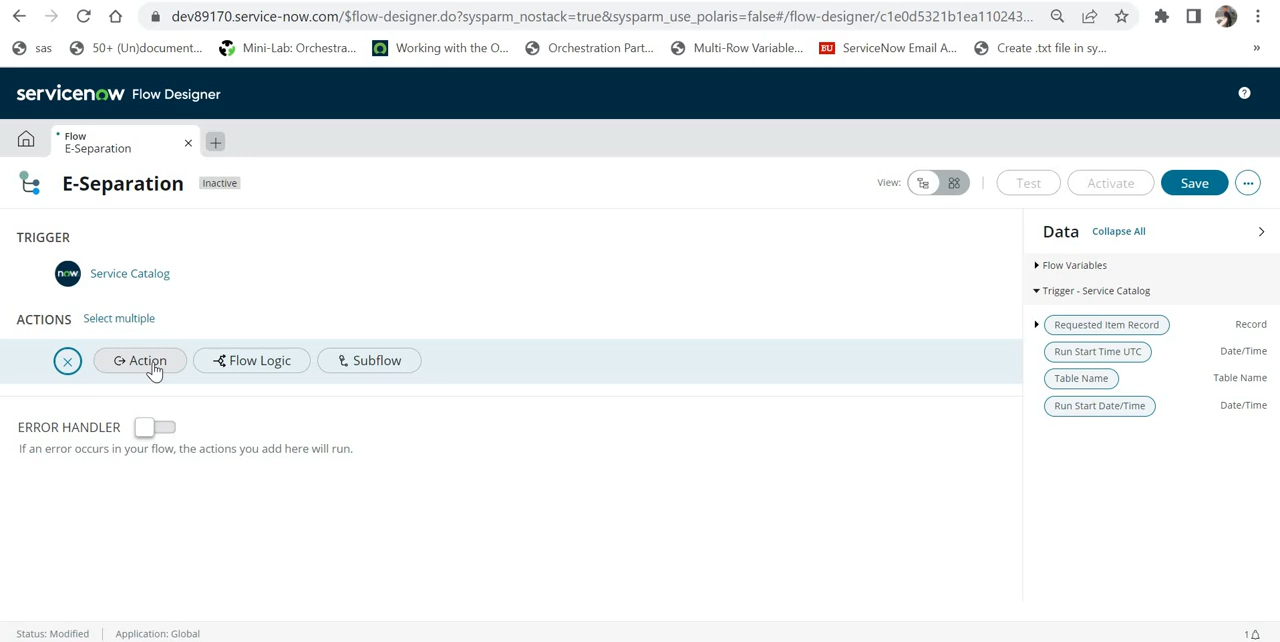 dev89170.service-now.com/$flow-designer.do?sysparm_nostack=true&sysparm_use_polaris=false#/flow-designer/c1e0d5321b1ea110243...
sas
50+ (Un)document...
Mini-Lab: Orchestra...
Working with the O...
Orchestration Part...
Multi-Row Variable...
BU
ServiceNow Email A...
Create .txt file in sy...
»
servicenow Flow Designer
?
Flow
E-Separation
E-Separation
Inactive
View:
Test
Activate
Save
TRIGGER
now
Service Catalog
ACTIONS
Select multiple
Action
Flow Logic
Subflow
ERROR HANDLER
If an error occurs in your flow, the actions you add here will run.
Data
Collapse All
Flow Variables
Trigger - Service Catalog
Requested Item Record
Record
Run Start Time UTC
Date/Time
Table Name
Table Name
Run Start Date/Time
Date/Time
Status: Modified
Application: Global
1